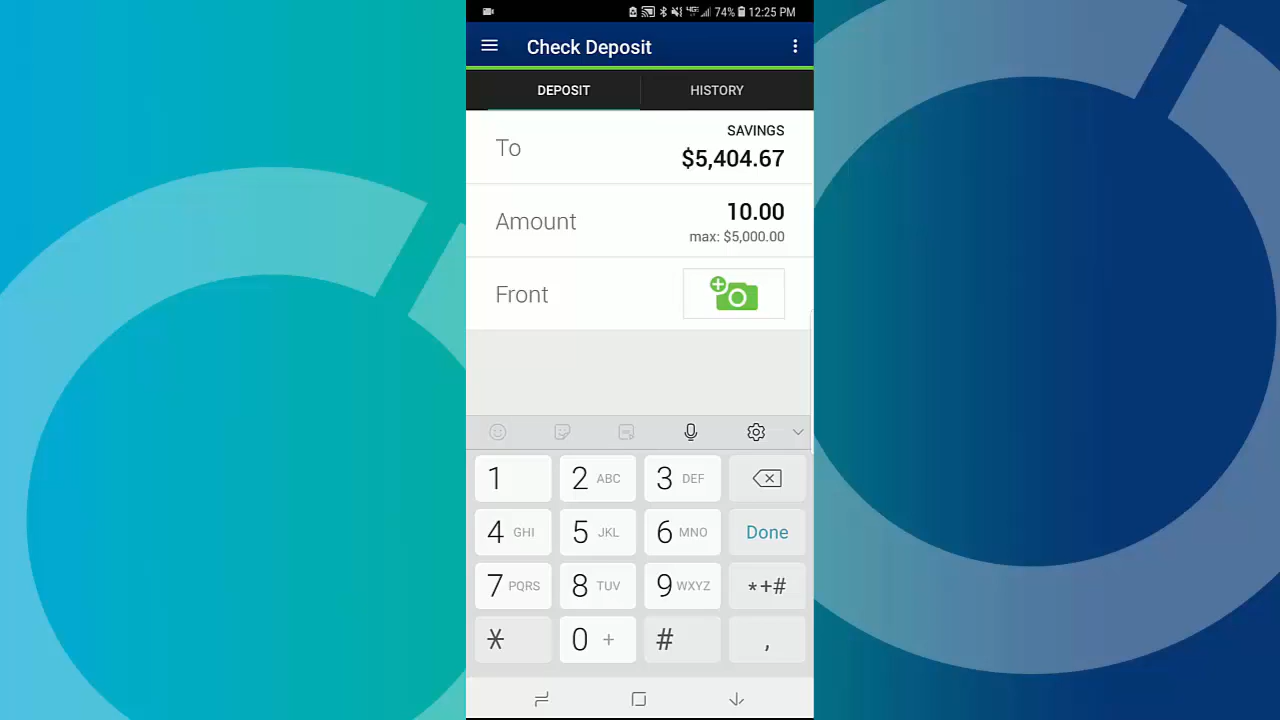 74% 12:25 PM
Check Deposit
DEPOSIT HISTORY
SAVINGS
To $5,404.67
Amount 10.00
max: $5,000.00
Front
1 2 ABC 3 DEF
4 GHI 5 JKL 6 MNO Done
7 PQRS 8 TUV 9 WXYZ *+#
* 0 + # ,